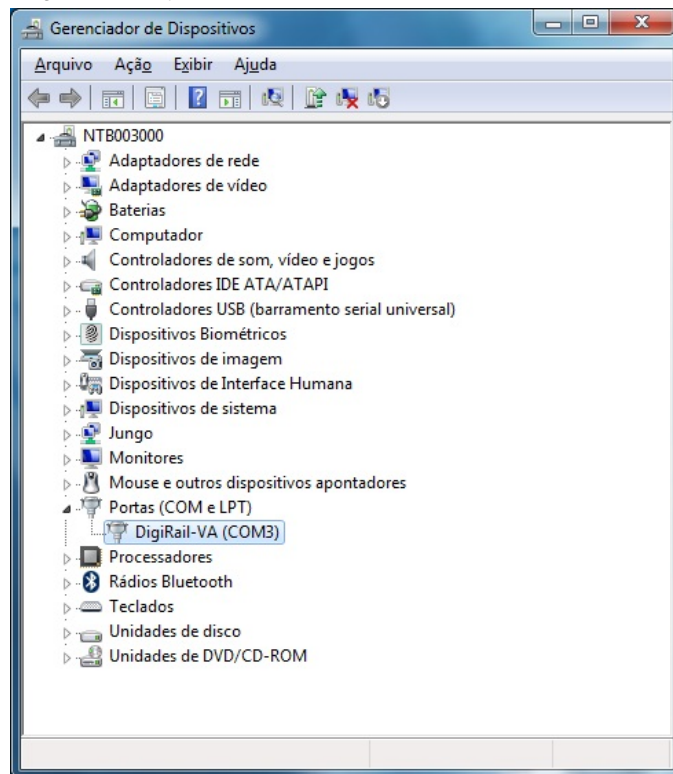 Gerenciador de Dispositivos
Arquivo Ação Exibir Ajuda
NTB003000
Adaptadores de rede
Adaptadores de vídeo
Baterias
Computador
Controladores de som, vídeo e jogos
Controladores IDE ATA/ATAPI
Controladores USB (barramento serial universal)
Dispositivos Biométricos
Dispositivos de imagem
Dispositivos de Interface Humana
Dispositivos de sistema
Jungo
Monitores
Mouse e outros dispositivos apontadores
Portas (COM e LPT)
DigiRail-VA (COM3)
Processadores
Rádios Bluetooth
Teclados
Unidades de disco
Unidades de DVD/CD-ROM